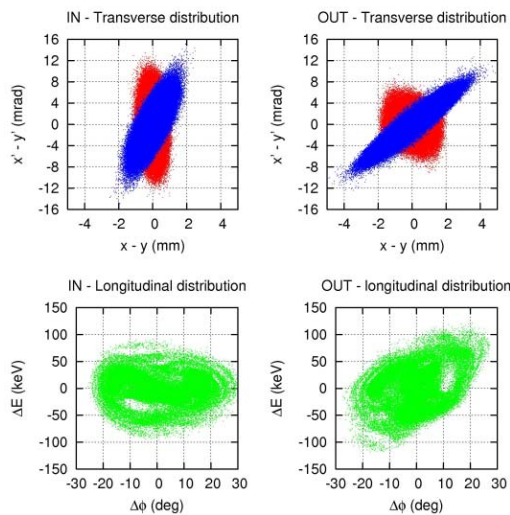 IN - Transverse distribution
OUT - Transverse distribution
16
12
8
4
0
-4
-8
-12
-16
x' - y' (mrad)
-4 -2 0 2 4
x - y (mm)
16
12
8
4
0
-4
-8
-12
-16
x' - y' (mrad)
-4 -2 0 2 4
x - y (mm)
IN - Longitudinal distribution
OUT - longitudinal distribution
150
100
50
0
-50
-100
-150
ΔE (keV)
-30 -20 -10 0 10 20 30
Δϕ (deg)
150
100
50
0
-50
-100
-150
ΔE (keV)
-30 -20 -10 0 10 20 30
Δϕ (deg)